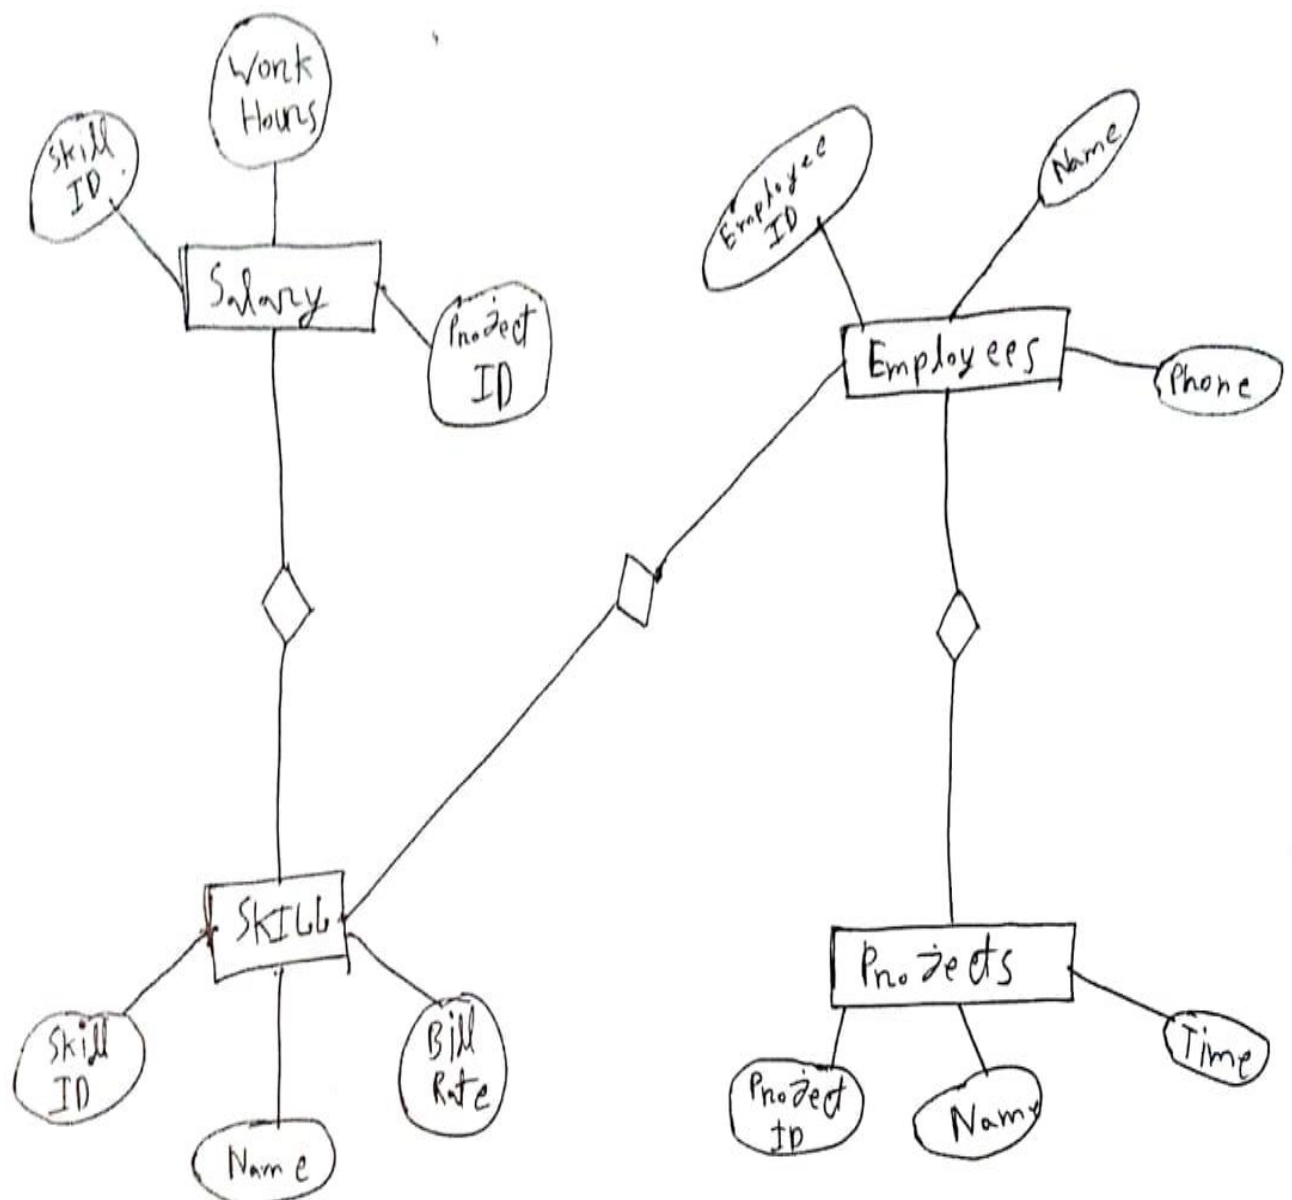 Work
Hours
Skill
ID
Salary
Project
ID
Employee
ID
Name
Employees
Phone
SKILL
Skill
ID
Name
Bill
Rate
Projects
Project
ID
Name
Time